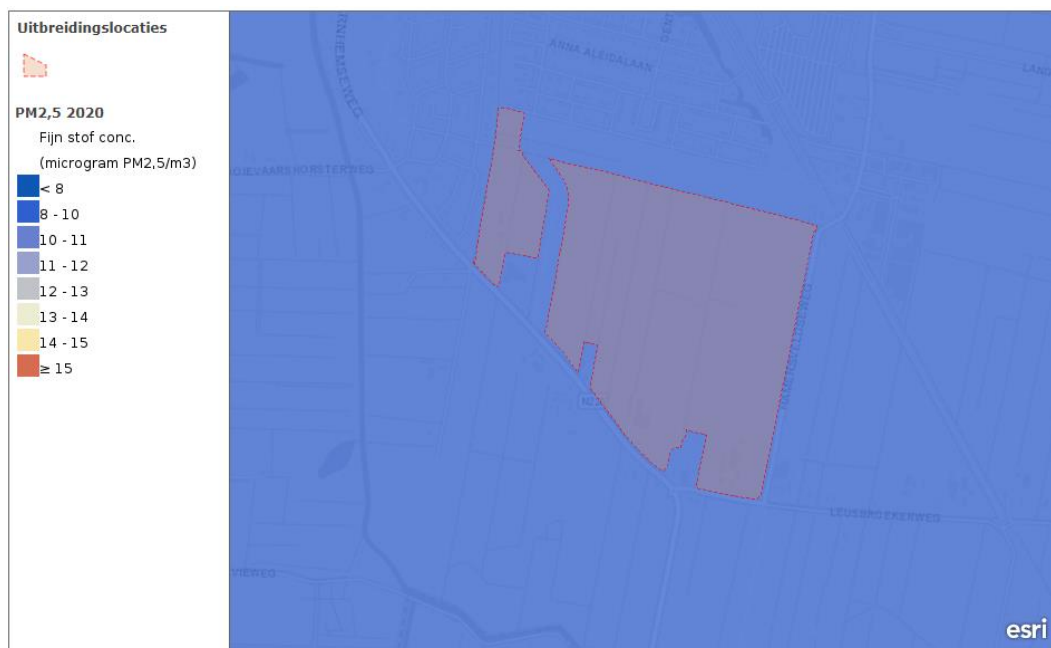 Uitbreidingslocaties
PM2,5 2020
Fijn stof conc.
(microgram PM2,5/m3)
< 8
8 - 10
10 - 11
11 - 12
12 - 13
13 - 14
14 - 15
≥ 15
ANNA ALEIDALAAN
LEUSBROEKERWEG
esri